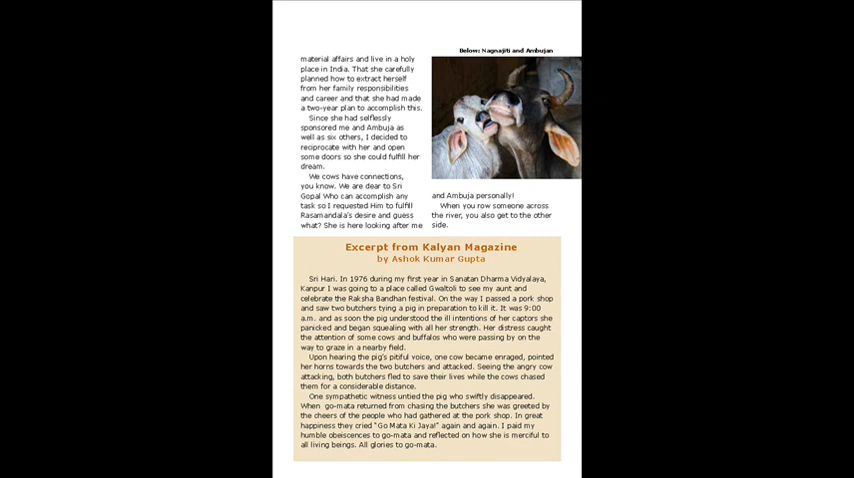 material affairs and live in a holy
place in India. That she carefully
planned how to extract herself
from her family responsibilities
and career and that she had made
a two-year plan to accomplish this.
Since she had selflessly
sponsored me and Ambuja as
well as six others, I decided to
reciprocate with her and open
some doors so she could fulfill her
dream.
We cows have connections,
you know. We are dear to Sri
Gopal Who can accomplish any
task so I requested Him to fulfill
Rasamandala's desire and guess
what? She is here looking after me
Below: Nagnajiti and Ambujan
and Ambuja personally!
When you row someone across
the river, you also get to the other
side.
Excerpt from Kalyan Magazine
by Ashok Kumar Gupta
Sri Hari. In 1976 during my first year in Sanatan Dharma Vidyalaya,
Kanpur I was going to a place called Gwaltoli to see my aunt and
celebrate the Raksha Bandhan festival. On the way I passed a pork shop
and saw two butchers tying a pig in preparation to kill it. It was 9:00
a.m. and as soon the pig understood the ill intentions of her captors she
panicked and began squealing with all her strength. Her distress caught
the attention of some cows and buffalos who were passing by on the
way to graze in a nearby field.
Upon hearing the pig's pitiful voice, one cow became enraged, pointed
her horns towards the two butchers and attacked. Seeing the angry cow
attacking, both butchers fled to save their lives while the cows chased
them for a considerable distance.
One sympathetic witness untied the pig who swiftly disappeared.
When go-mata returned from chasing the butchers she was greeted by
the cheers of the people who had gathered at the pork shop. In great
happiness they cried "Go Mata Ki Jaya!" again and again. I paid my
humble obeiscences to go-mata and reflected on how she is merciful to
all living beings. All glories to go-mata.